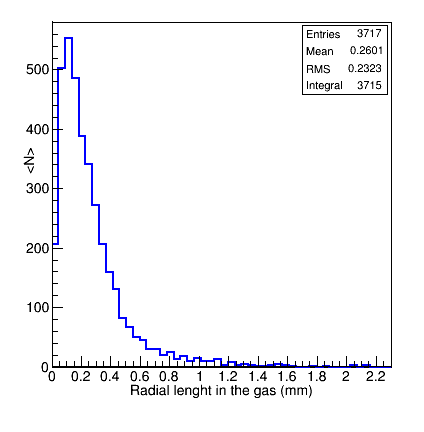 Entries 3717
Mean 0.2601
RMS 0.2323
Integral 3715
<N>
500
400
300
200
100
0
0 0.2 0.4 0.6 0.8 1 1.2 1.4 1.6 1.8 2 2.2
Radial lenght in the gas (mm)